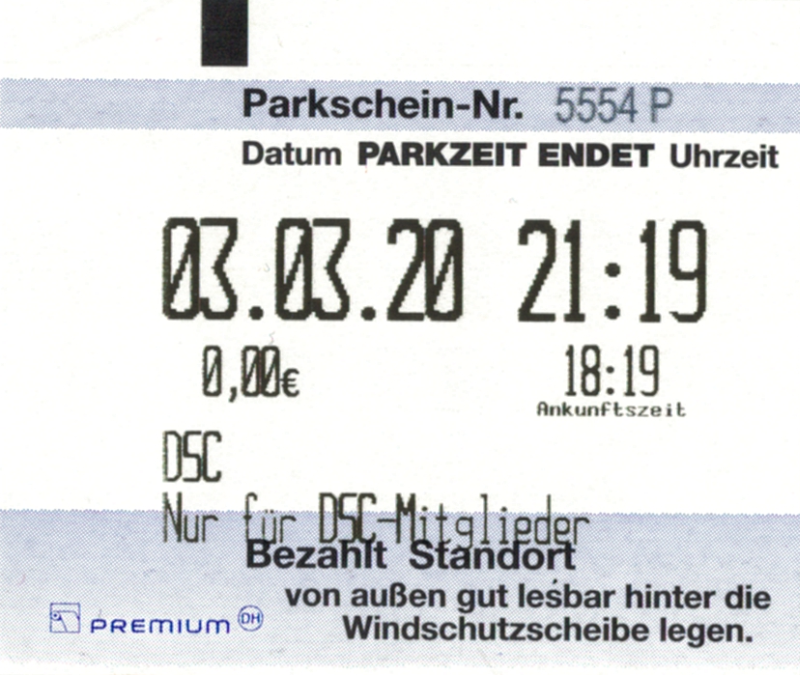 Parkschein-Nr. 5554 P
Datum PARKZEIT ENDET Uhrzeit
03.03.20 21:19
0,00€ 18:19
Ankunftszeit
DSC
Nur für DSC-Mitglieder
Bezahlt Standort
von außen gut lesbar hinter die
Windschutzscheibe legen.
PREMIUM DH